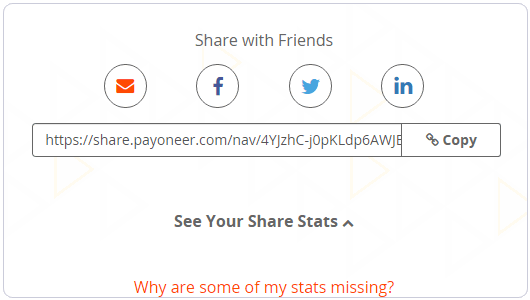 Share with Friends
https://share.payoneer.com/nav/4YJzhC-j0pKLdp6AWJE Copy
See Your Share Stats
Why are some of my stats missing?